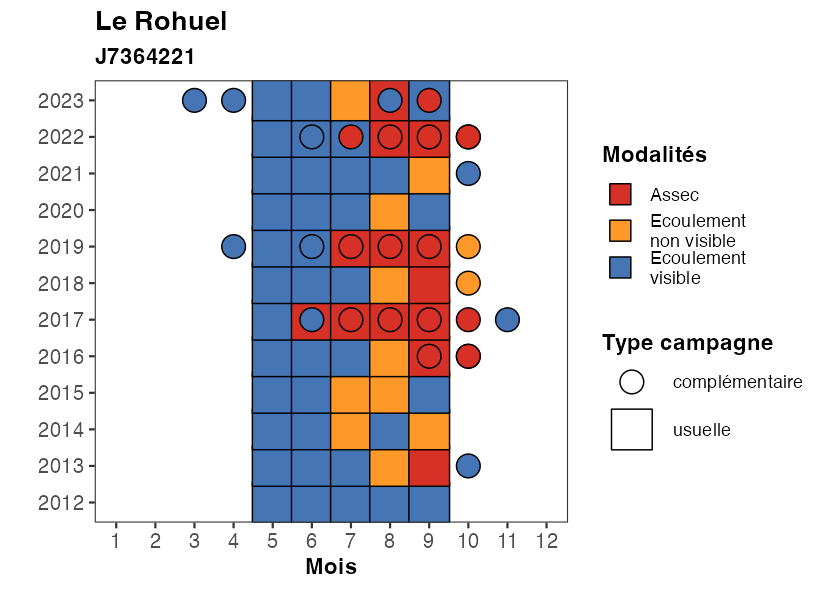 Le Rohuel
J7364221
2023
2022
2021
2020
2019
2018
2017
2016
2015
2014
2013
2012
1 2 3 4 5 6 7 8 9 10 11 12
Mois
Modalités
Assec
Ecoulement
non visible
Ecoulement
visible
Type campagne
complémentaire
usuelle